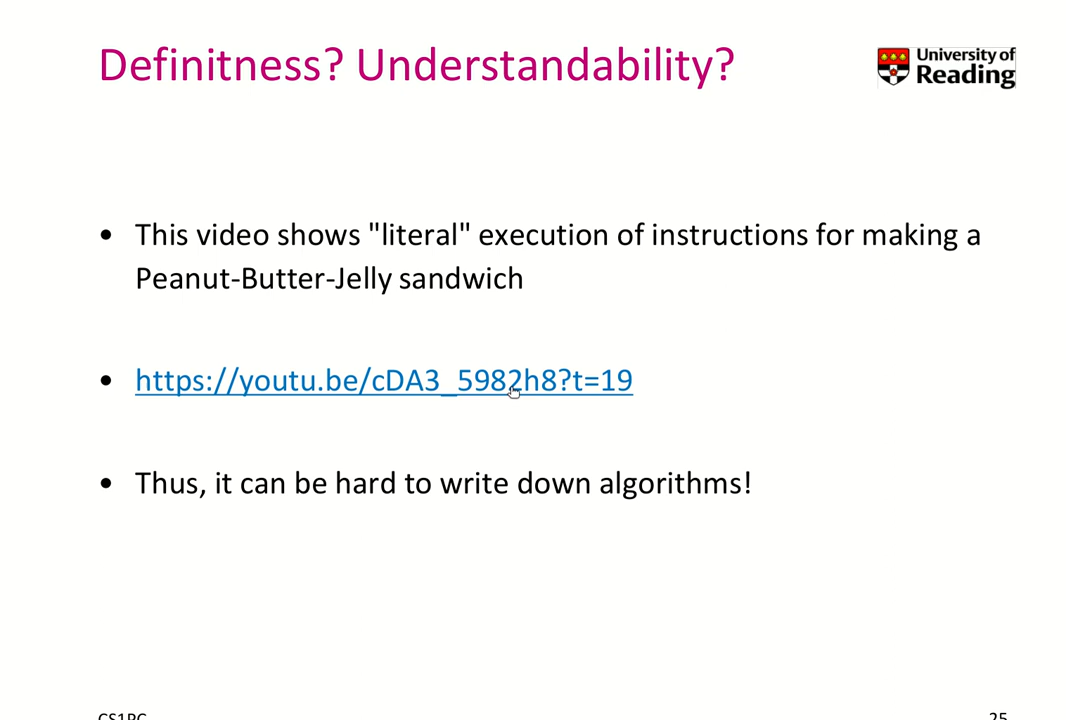 Definitness? Understandability?
University of
Reading
• This video shows "literal" execution of instructions for making a
Peanut-Butter-Jelly sandwich
• https://youtu.be/cDA3_5982h8?t=19
• Thus, it can be hard to write down algorithms!
CS1PC
25